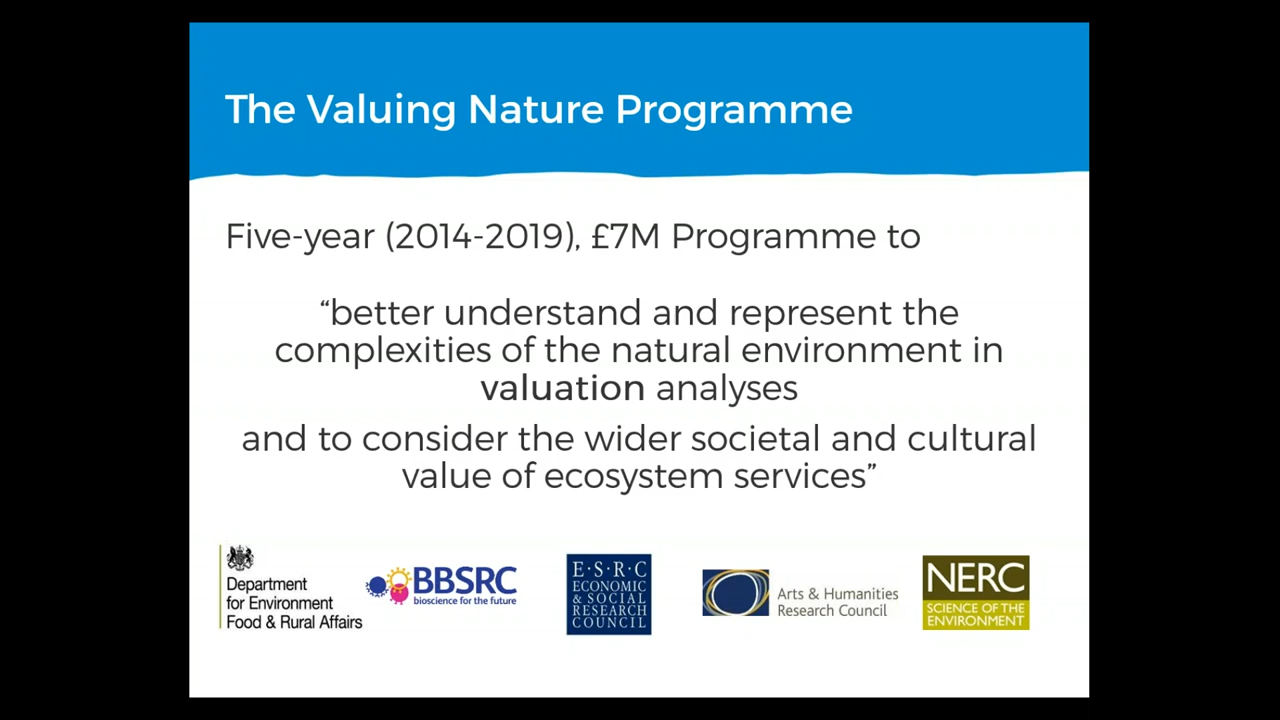 The Valuing Nature Programme
Five-year (2014-2019), £7M Programme to
“better understand and represent the
complexities of the natural environment in
valuation analyses
and to consider the wider societal and cultural
value of ecosystem services”
Department
for Environment
Food & Rural Affairs
BBSRC
bioscience for the future
E·S·R·C
ECONOMIC
& SOCIAL
RESEARCH
COUNCIL
Arts & Humanities
Research Council
NERC
SCIENCE OF THE
ENVIRONMENT